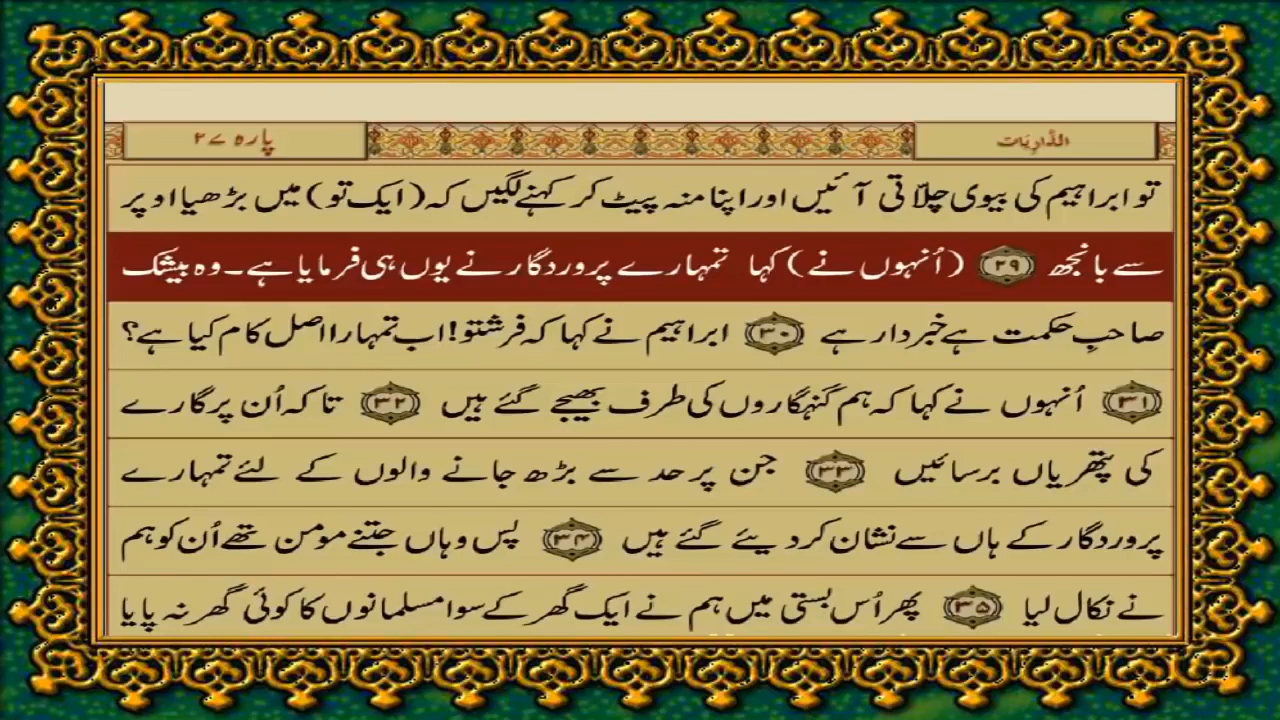 الذّاریَات
پارہ ۲۷
تو ابراہیم کی بیوی چلّاتی آئیں اور اپنا منہ پیٹ کر کہنے لگیں کہ (ایک تو) میں بڑھیا اوپر
سے بانجھ ۲۹ (اُنہوں نے) کہا تمہارے پروردگار نے یوں ہی فرمایا ہے۔ وہ بیشک
صاحبِ حکمت ہے خبردار ہے ۳۰ ابراہیم نے کہا کہ فرشتو! اب تمہارا اصل کام کیا ہے؟
۳۱ اُنہوں نے کہا کہ ہم گنہگاروں کی طرف بھیجے گئے ہیں ۳۲ تاکہ اُن پر گارے
کی پتھریاں برسائیں ۳۳ جن پر حد سے بڑھ جانے والوں کے لئے تمہارے
پروردگار کے ہاں سے نشان کر دیئے گئے ہیں ۳۴ پس وہاں جتنے مومن تھے اُن کو ہم
نے نکال لیا ۳۵ پھر اُس بستی میں ہم نے ایک گھر کے سوا مسلمانوں کا کوئی گھر نہ پایا